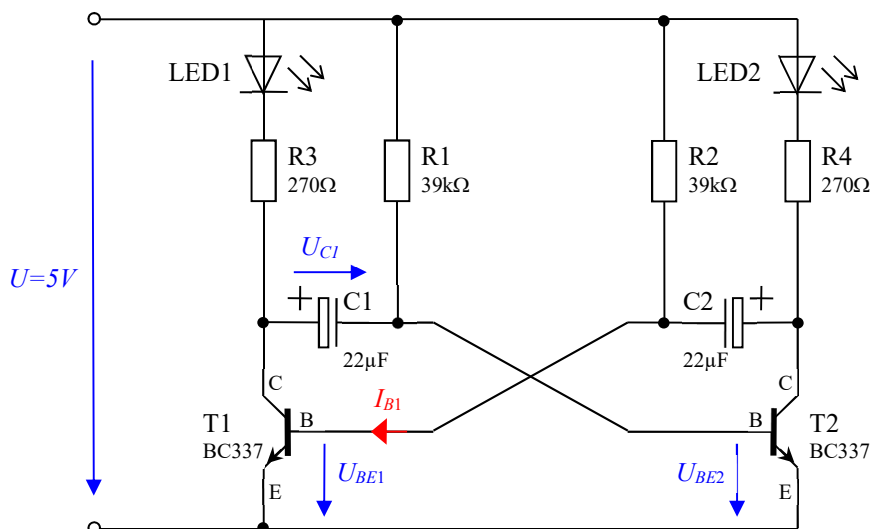 LED1
LED2
R3
270Ω
R1
39kΩ
R2
39kΩ
R4
270Ω
U=5V
UC1
+
C1
22µF
C2
+
22µF
C
C
T1
BC337
B
IB1
B
T2
BC337
E
UBE1
UBE2
E